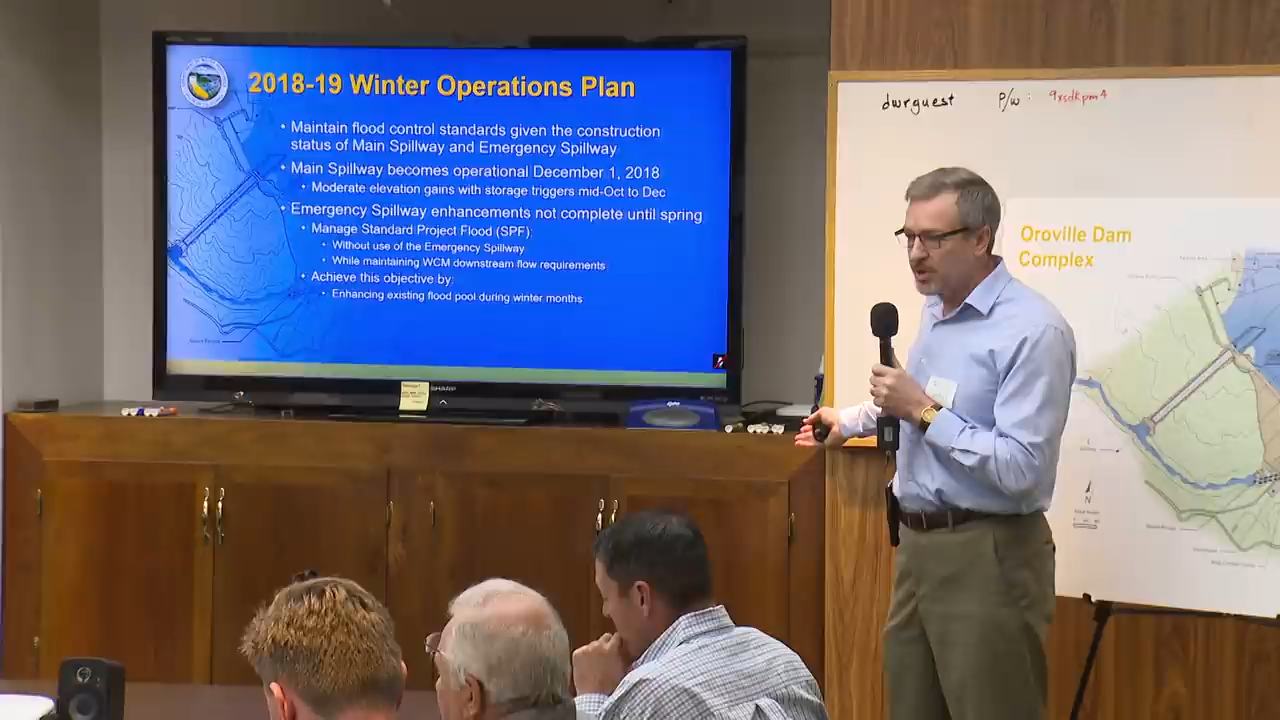 2018-19 Winter Operations Plan
• Maintain flood control standards given the construction
status of Main Spillway and Emergency Spillway
• Main Spillway becomes operational December 1, 2018
• Moderate elevation gains with storage triggers mid-Oct to Dec
• Emergency Spillway enhancements not complete until spring
• Manage Standard Project Flood (SPF):
• Without use of the Emergency Spillway
• While maintaining WCM downstream flow requirements
• Achieve this objective by:
• Enhancing existing flood pool during winter months
SHARP
dwrguest P/w: 9xsdkpm4
Oroville Dam
Complex
N